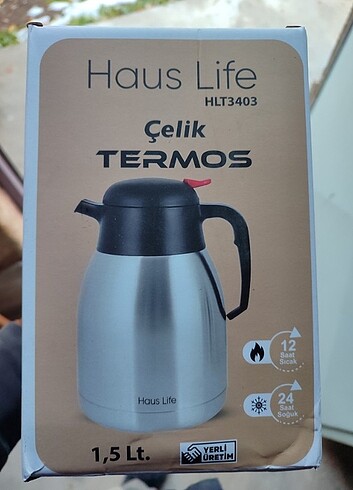 Haus Life
HLT3403
Çelik
TERMOS
Haus Life
12
Saat
Sıcak
24
Saat
Soğuk
1,5 Lt.
YERLİ
ÜRETİM